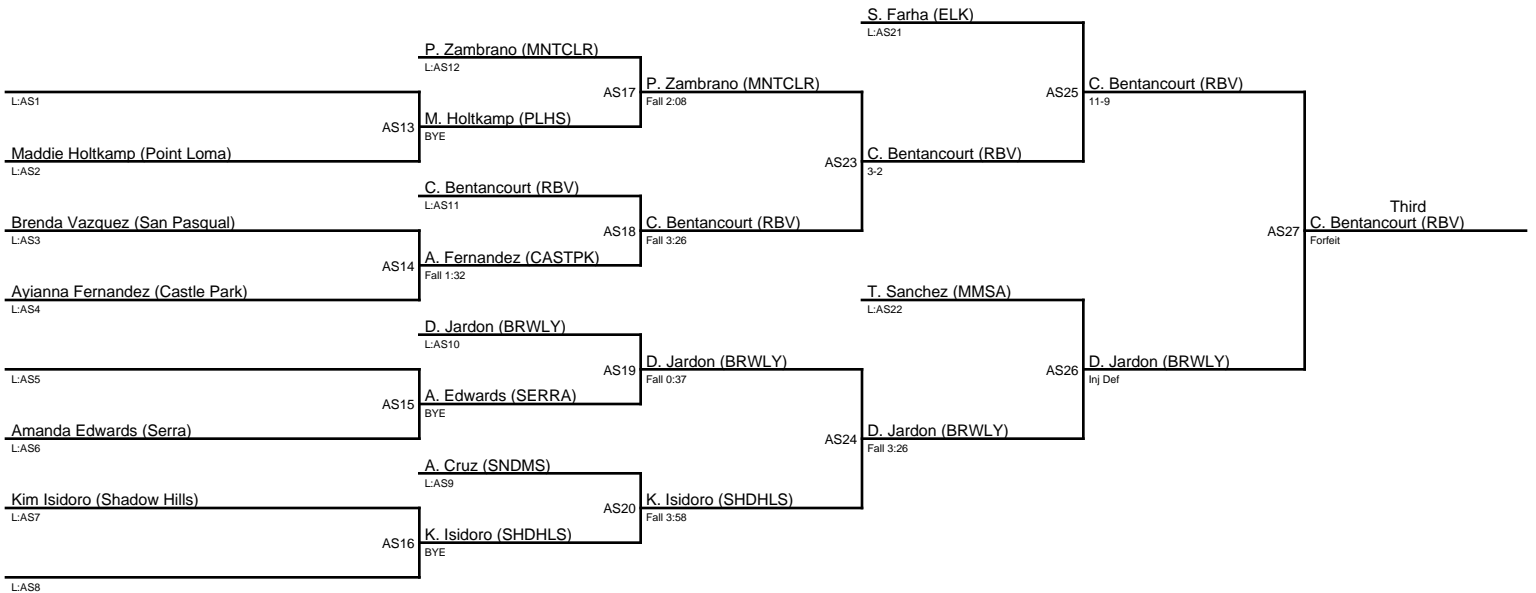 S. Farha (ELK)
L:AS21
P. Zambrano (MNTCLR)
L:AS12
AS17
P. Zambrano (MNTCLR)
Fall 2:08
AS25
C. Bentancourt (RBV)
11-9
L:AS1
AS13
M. Holtkamp (PLHS)
BYE
Maddie Holtkamp (Point Loma)
L:AS2
AS23
C. Bentancourt (RBV)
3-2
C. Bentancourt (RBV)
L:AS11
Brenda Vazquez (San Pasqual)
L:AS3
AS18
C. Bentancourt (RBV)
Fall 3:26
AS27
Third
C. Bentancourt (RBV)
Forfeit
AS14
A. Fernandez (CASTPK)
Fall 1:32
Ayianna Fernandez (Castle Park)
L:AS4
T. Sanchez (MMSA)
L:AS22
D. Jardon (BRWLY)
L:AS10
L:AS5
AS19
D. Jardon (BRWLY)
Fall 0:37
AS26
D. Jardon (BRWLY)
Inj Def
AS15
A. Edwards (SERRA)
BYE
Amanda Edwards (Serra)
L:AS6
AS24
D. Jardon (BRWLY)
Fall 3:26
A. Cruz (SNDMS)
L:AS9
Kim Isidoro (Shadow Hills)
L:AS7
AS20
K. Isidoro (SHDHLS)
Fall 3:58
AS16
K. Isidoro (SHDHLS)
BYE
L:AS8